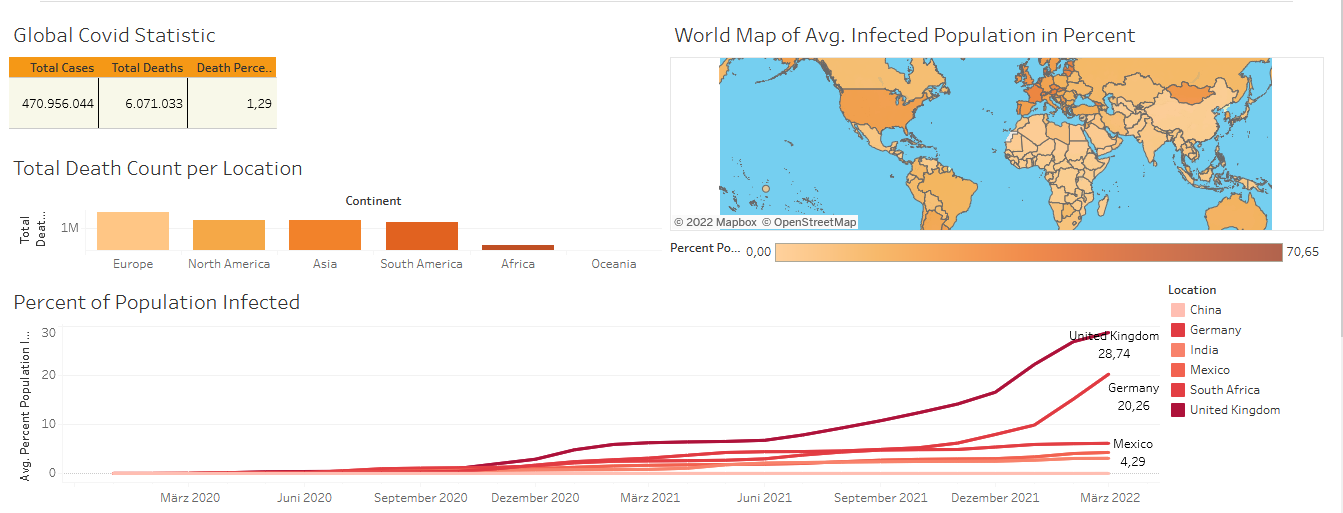 Global Covid Statistic
Total Cases Total Deaths Death Perce..
470.956.044 6.071.033 1,29
Total Death Count per Location
Continent
Total
Deat...
1M
Europe North America Asia South America Africa Oceania
World Map of Avg. Infected Population in Percent
© 2022 Mapbox © OpenStreetMap
Percent Po... 0,00 70,65
Percent of Population Infected
Avg. Percent Population I...
30
20
10
0
United Kingdom
28,74
Germany
20,26
Mexico
4,29
März 2020 Juni 2020 September 2020 Dezember 2020 März 2021 Juni 2021 September 2021 Dezember 2021 März 2022
Location
China
Germany
India
Mexico
South Africa
United Kingdom